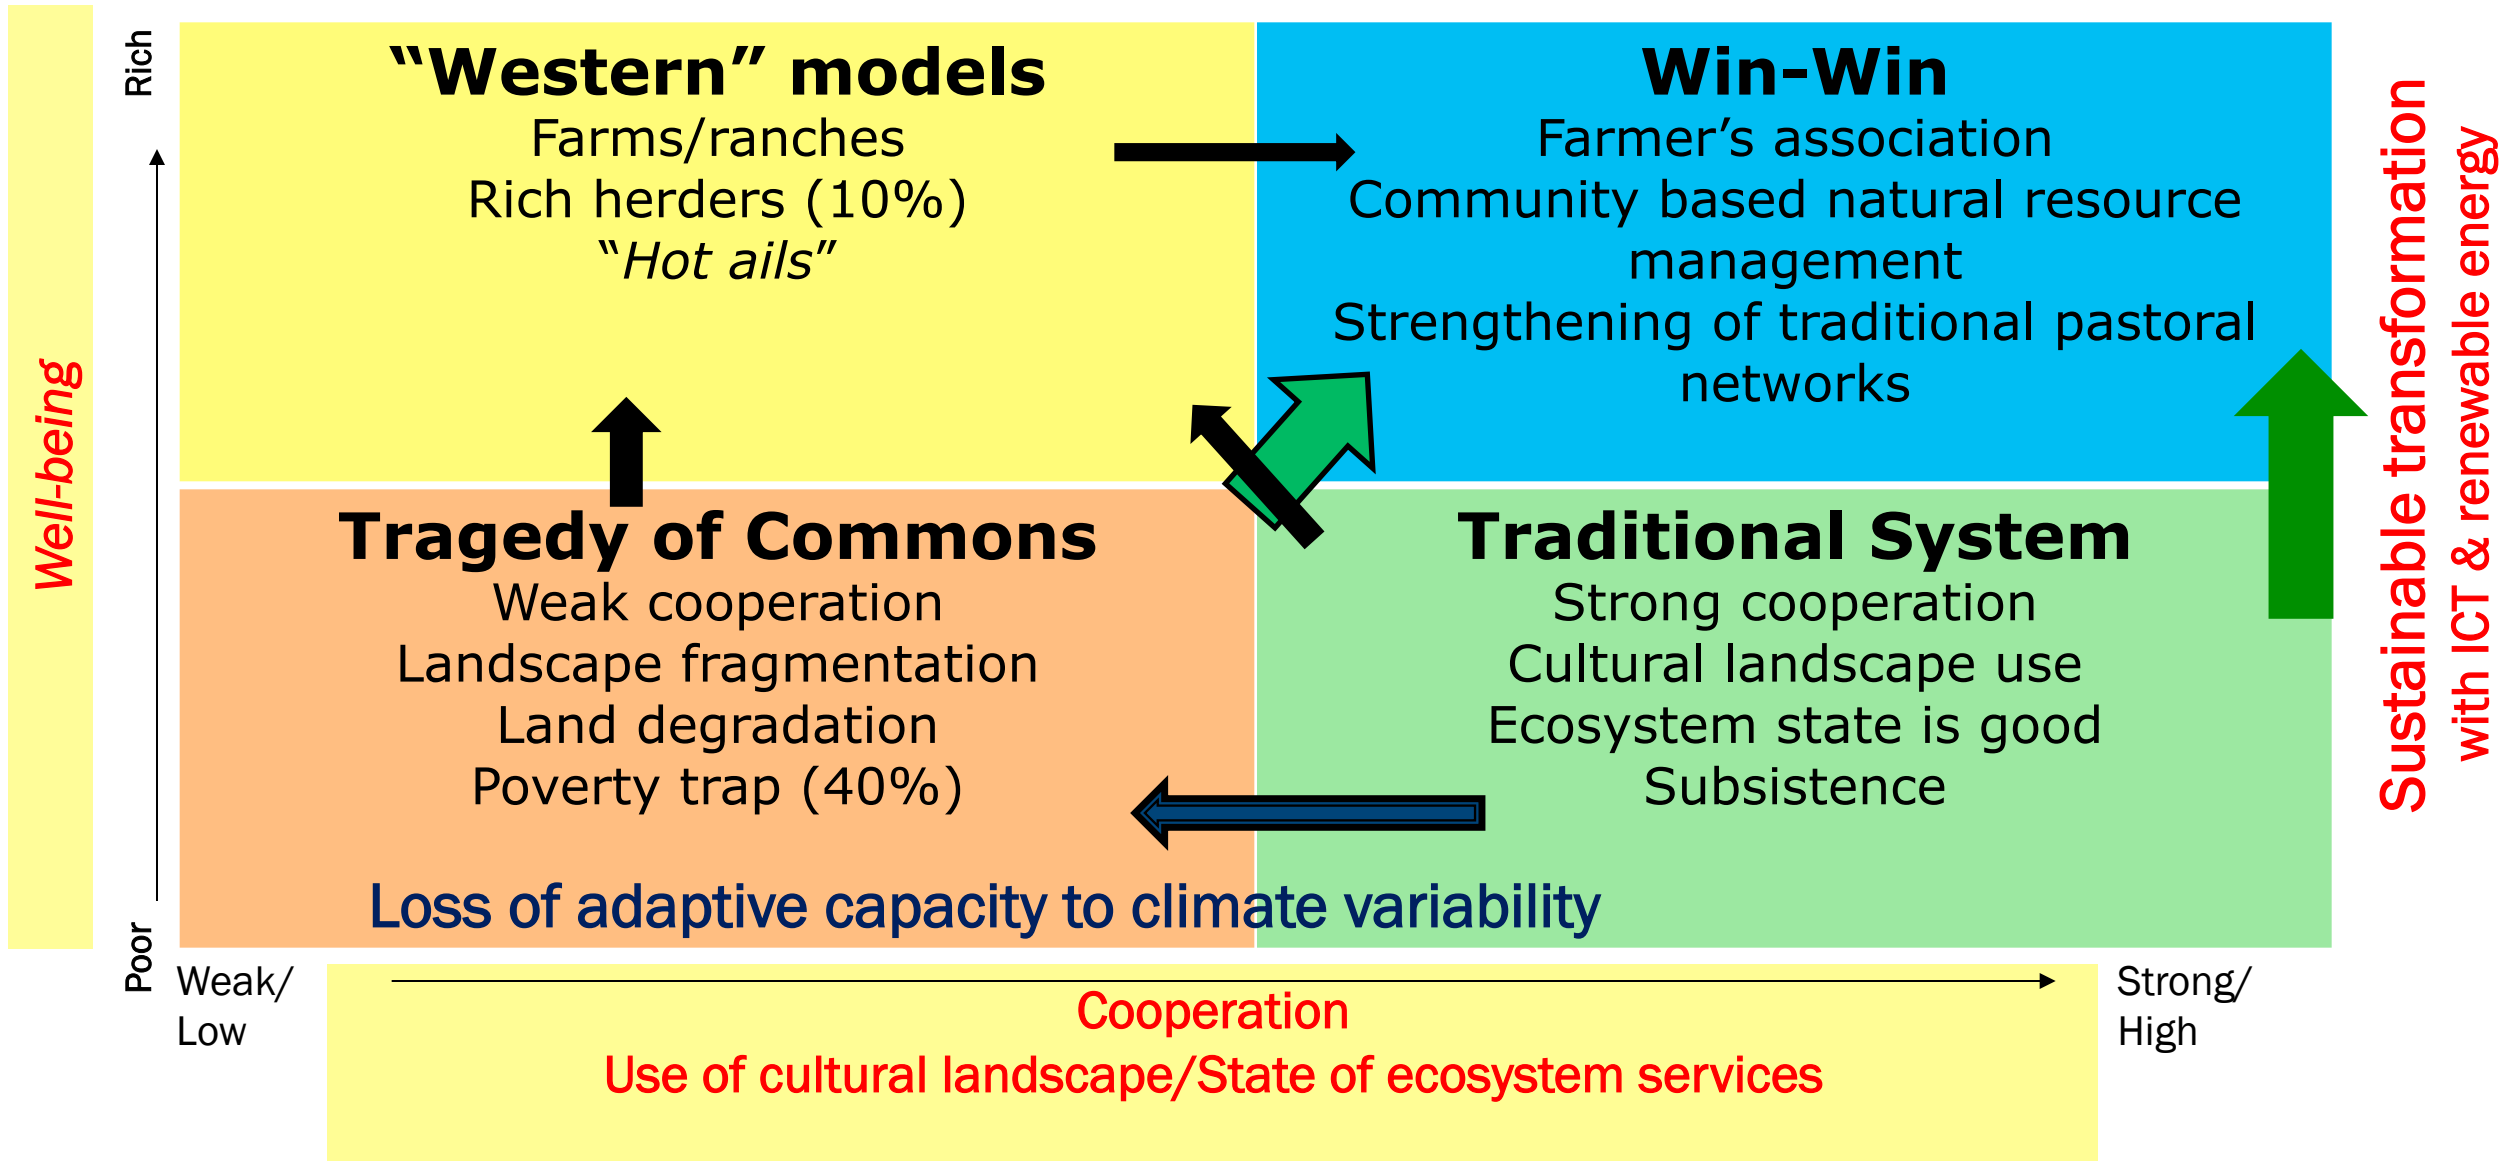 Rich
Well-being
Poor
“Western” models
Farms/ranches
Rich herders (10%)
“Hot ails”
Win-Win
Farmer’s association
Community based natural resource
management
Strengthening of traditional pastoral
networks
Tragedy of Commons
Weak cooperation
Landscape fragmentation
Land degradation
Poverty trap (40%)
Traditional System
Strong cooperation
Cultural landscape use
Ecosystem state is good
Subsistence
Loss of adaptive capacity to climate variability
Sustainable transformation
with ICT & renewable energy
Weak/
Low
Cooperation
Use of cultural landscape/State of ecosystem services
Strong/
High